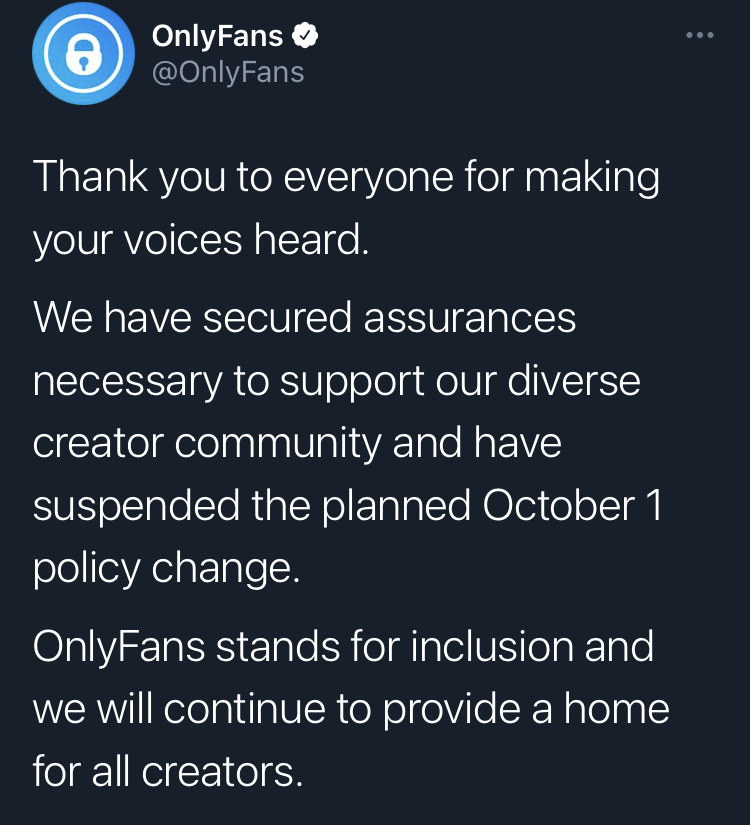 OnlyFans
@OnlyFans
Thank you to everyone for making
your voices heard.
We have secured assurances
necessary to support our diverse
creator community and have
suspended the planned October 1
policy change.
OnlyFans stands for inclusion and
we will continue to provide a home
for all creators.